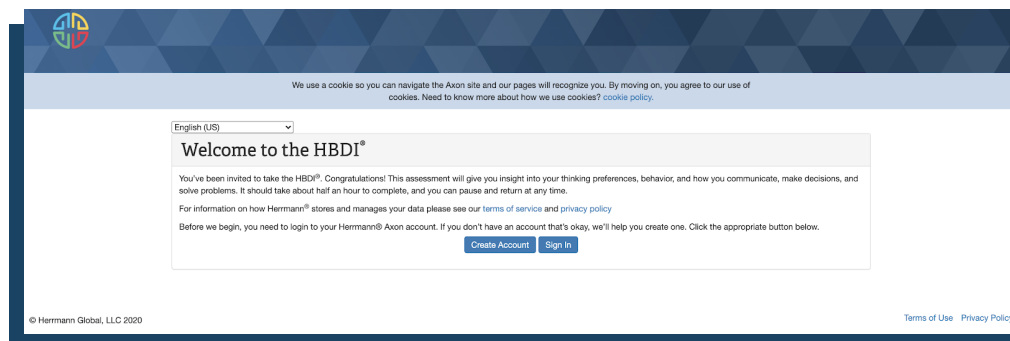 We use a cookie so you can navigate the Axon site and our pages will recognize you. By moving on, you agree to our use of
cookies. Need to know more about how we use cookies? cookie policy.
English (US)
Welcome to the HBDI®
You've been invited to take the HBDI®. Congratulations! This assessment will give you insight into your thinking preferences, behavior, and how you communicate, make decisions, and
solve problems. It should take about half an hour to complete, and you can pause and return at any time.
For information on how Herrmann® stores and manages your data please see our terms of service and privacy policy
Before we begin, you need to login to your Herrmann® Axon account. If you don't have an account that's okay, we'll help you create one. Click the appropriate button below.
Create Account Sign In
© Herrmann Global, LLC 2020 Terms of Use Privacy Policy